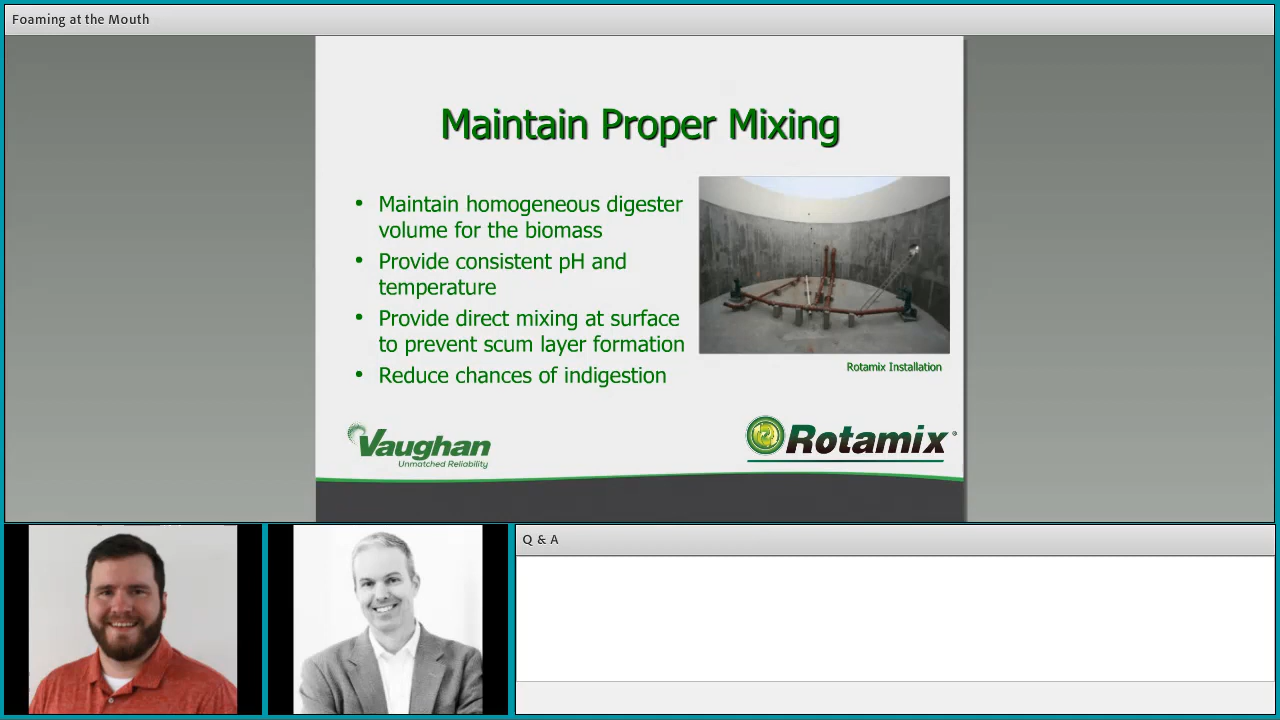 Foaming at the Mouth
Maintain Proper Mixing
• Maintain homogeneous digester
volume for the biomass
• Provide consistent pH and
temperature
• Provide direct mixing at surface
to prevent scum layer formation
• Reduce chances of indigestion
Rotamix Installation
Vaughan
Unmatched Reliability
Rotamix®
Q & A